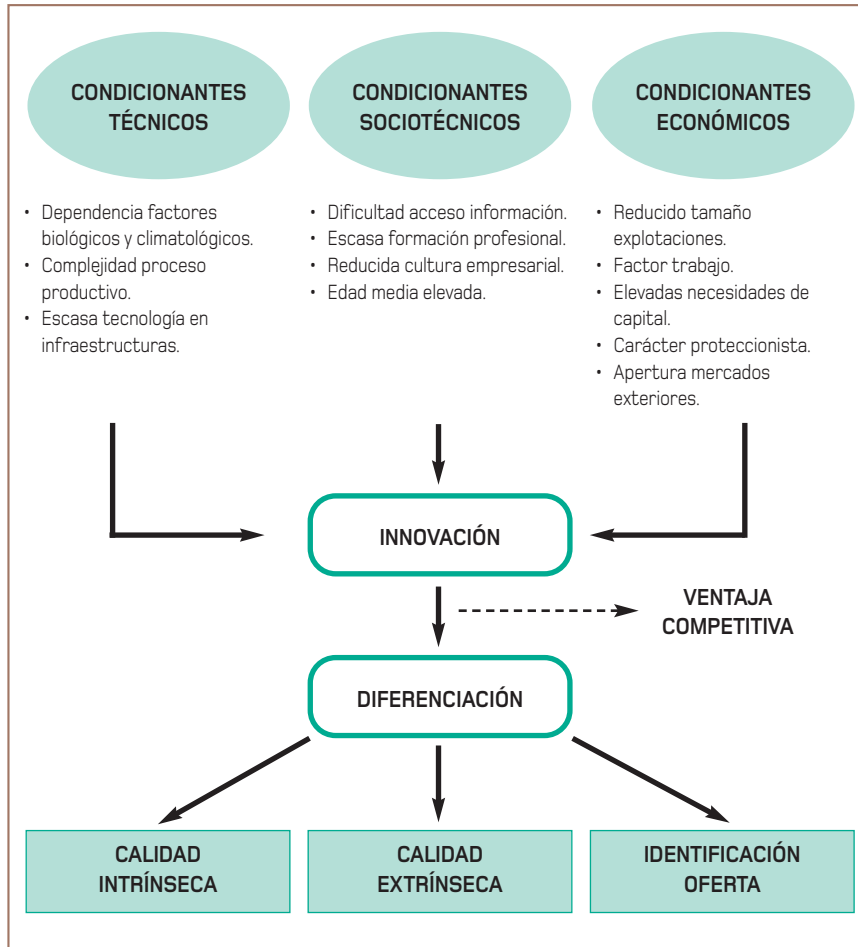 CONDICIONANTES
TÉCNICOS
CONDICIONANTES
SOCIOTÉCNICOS
CONDICIONANTES
ECONÓMICOS
• Dependencia factores
biológicos y climatológicos.
• Complejidad proceso
productivo.
• Escasa tecnología en
infraestructuras.
• Dificultad acceso información.
• Escasa formación profesional.
• Reducida cultura empresarial.
• Edad media elevada.
• Reducido tamaño
explotaciones.
• Factor trabajo.
• Elevadas necesidades de
capital.
• Carácter proteccionista.
• Apertura mercados
exteriores.
INNOVACIÓN
VENTAJA
COMPETITIVA
DIFERENCIACIÓN
CALIDAD
INTRÍNSECA
CALIDAD
EXTRÍNSECA
IDENTIFICACIÓN
OFERTA